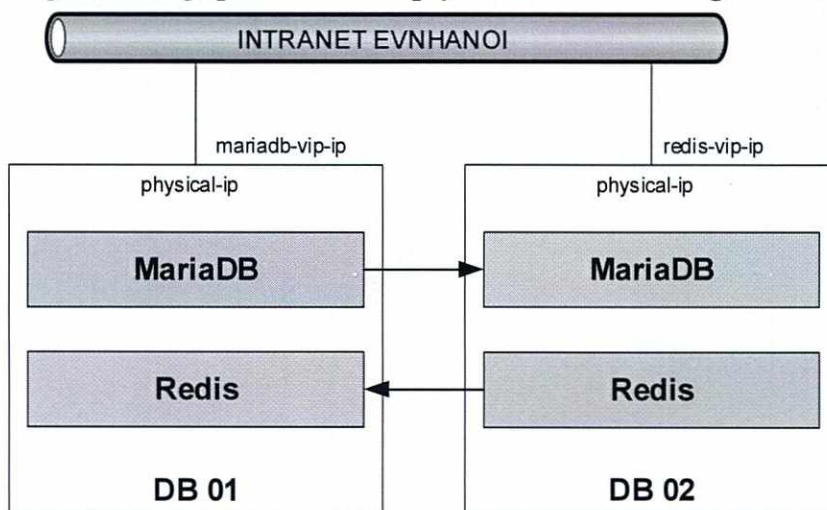 INTRANET EVNHANOI
mariadb-vip-ip
redis-vip-ip
physical-ip
physical-ip
MariaDB
MariaDB
Redis
Redis
DB 01
DB 02